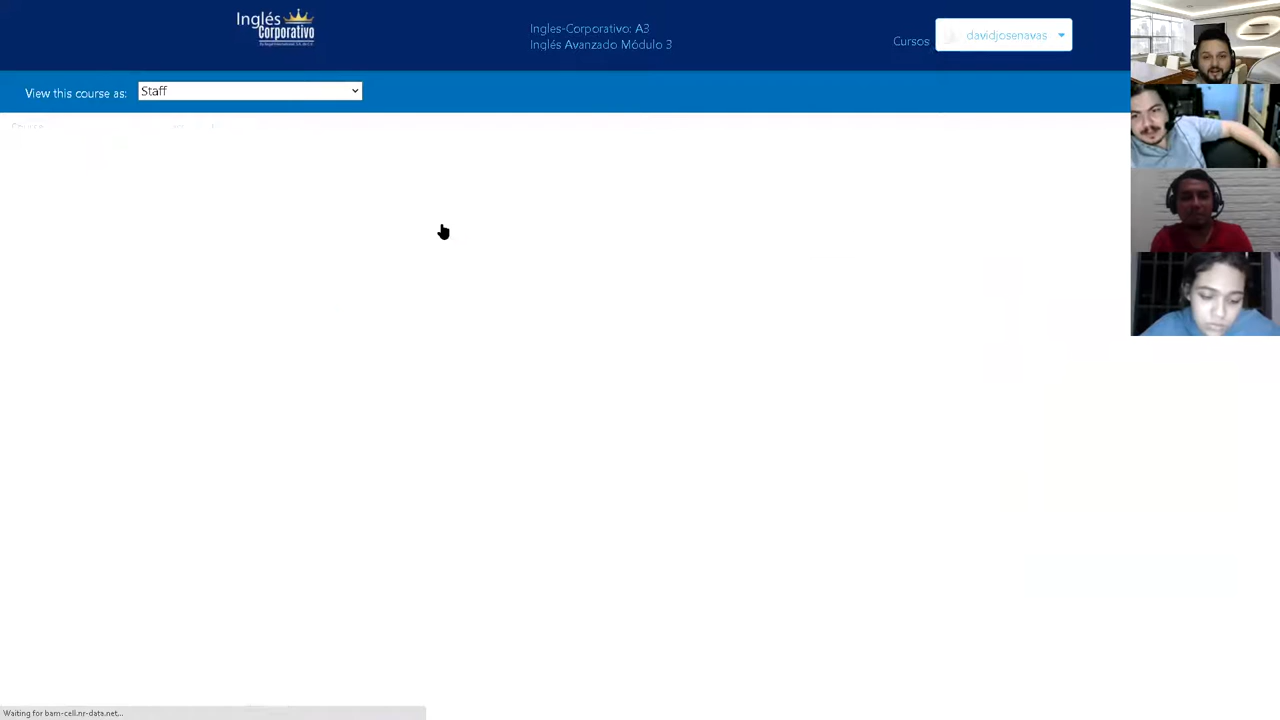 Inglés
Corporativo
Ingles-Corporativo: A3
Inglés Avanzado Módulo 3
Cursos
davidjosenavas
View this course as:
Staff
Waiting for bam-cell.nr-data.net...